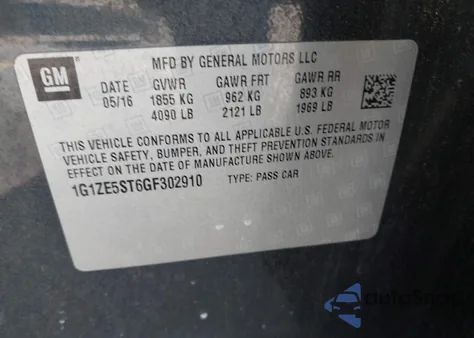 GM
MFD BY GENERAL MOTORS LLC
DATE GVWR GAWR FRT GAWR RR
05/16 1855 KG 962 KG 893 KG
4090 LB 2121 LB 1969 LB
THIS VEHICLE CONFORMS TO ALL APPLICABLE U.S. FEDERAL MOTOR
VEHICLE SAFETY, BUMPER, AND THEFT PREVENTION STANDARDS IN
EFFECT ON THE DATE OF MANUFACTURE SHOWN ABOVE.
1G1ZE5ST6GF302910 TYPE: PASS CAR